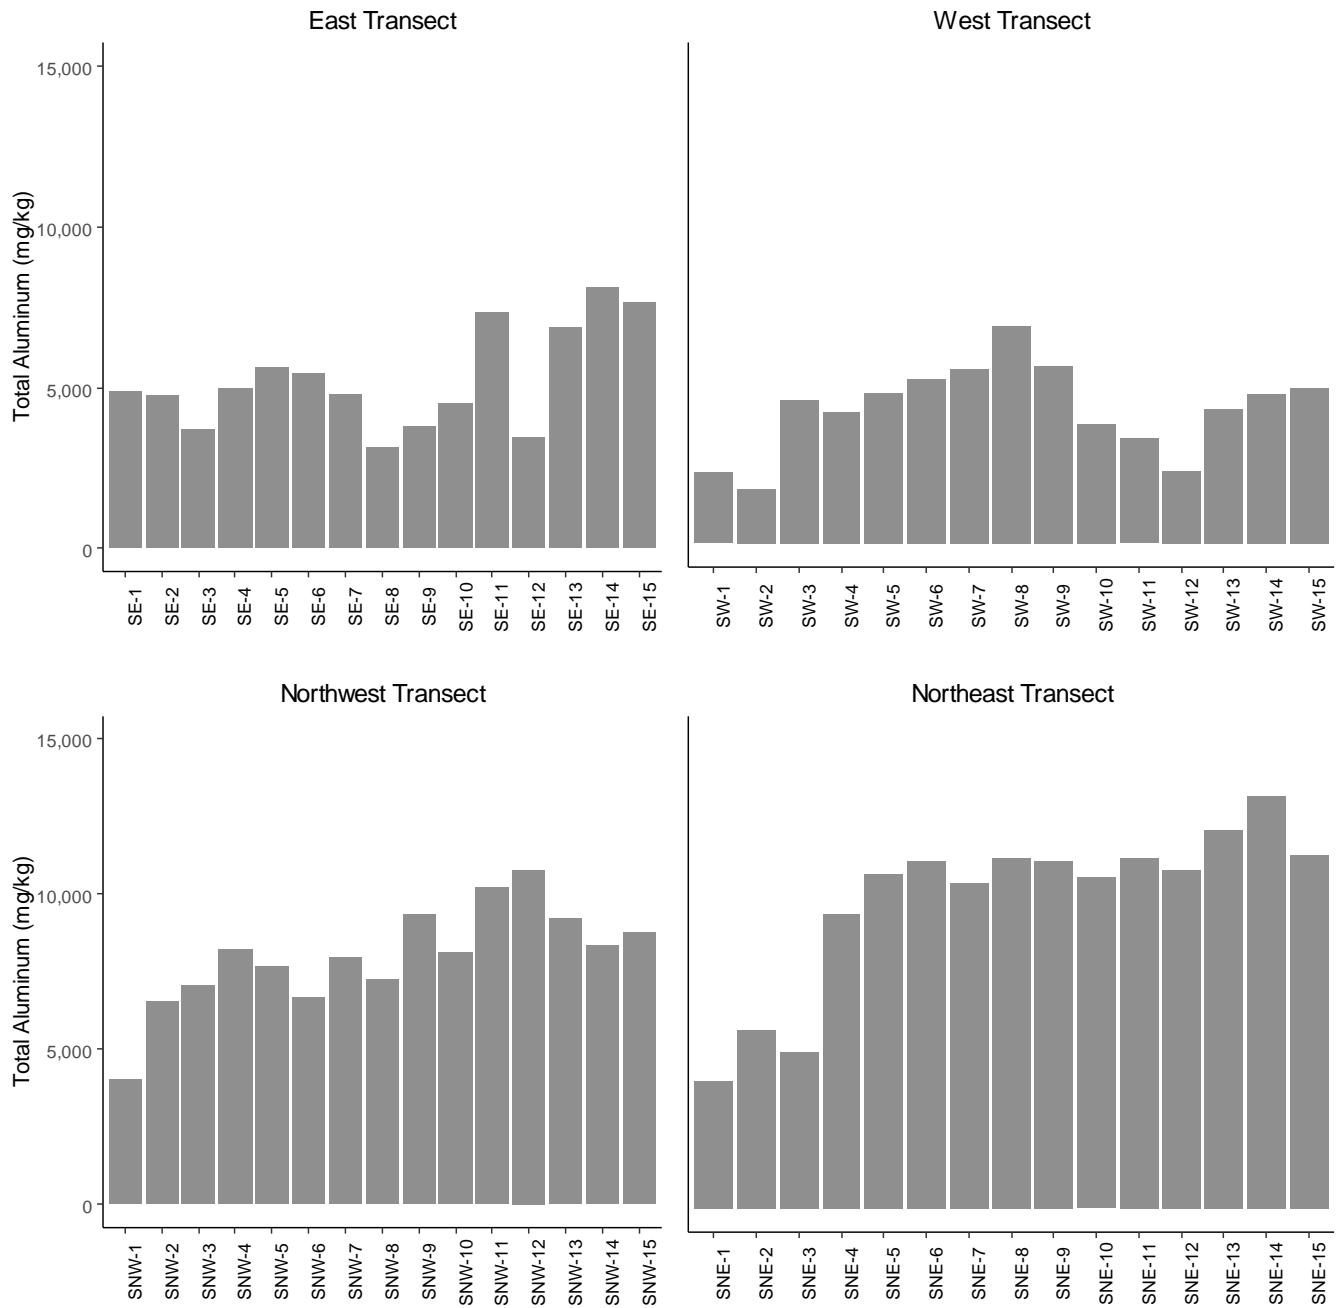 East Transect
West Transect
Total Aluminum (mg/kg)
15,000
10,000
5,000
0
SE-1 SE-2 SE-3 SE-4 SE-5 SE-6 SE-7 SE-8 SE-9 SE-10 SE-11 SE-12 SE-13 SE-14 SE-15
SW-1 SW-2 SW-3 SW-4 SW-5 SW-6 SW-7 SW-8 SW-9 SW-10 SW-11 SW-12 SW-13 SW-14 SW-15
Northwest Transect
Northeast Transect
Total Aluminum (mg/kg)
15,000
10,000
5,000
0
SNW-1 SNW-2 SNW-3 SNW-4 SNW-5 SNW-6 SNW-7 SNW-8 SNW-9 SNW-10 SNW-11 SNW-12 SNW-13 SNW-14 SNW-15
SNE-1 SNE-2 SNE-3 SNE-4 SNE-5 SNE-6 SNE-7 SNE-8 SNE-9 SNE-10 SNE-11 SNE-12 SNE-13 SNE-14 SNE-15